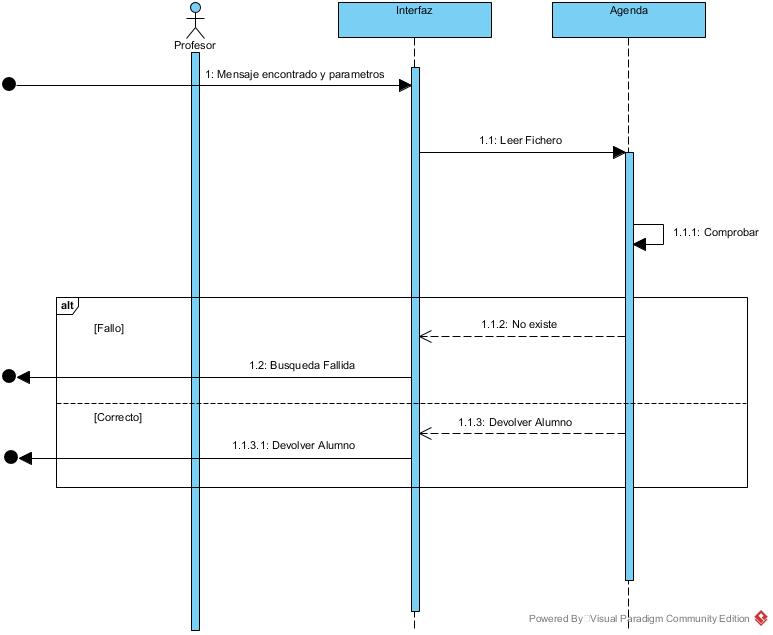 Interfaz
Agenda
Profesor
1: Mensaje encontrado y parametros
1.1: Leer Fichero
1.1.1: Comprobar
alt
[Fallo]
1.1.2: No existe
1.2: Busqueda Fallida
[Correcto]
1.1.3: Devolver Alumno
1.1.3.1: Devolver Alumno
Powered By Visual Paradigm Community Edition